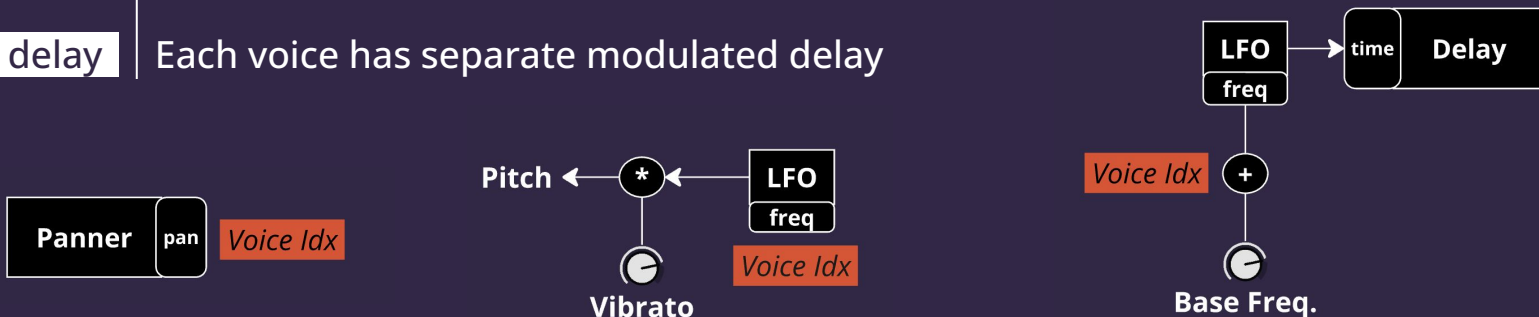 delay
Each voice has separate modulated delay
LFO
freq
time
Delay
Voice Idx
+
Base Freq.
Pitch
*
LFO
freq
Voice Idx
Vibrato
Panner
pan
Voice Idx